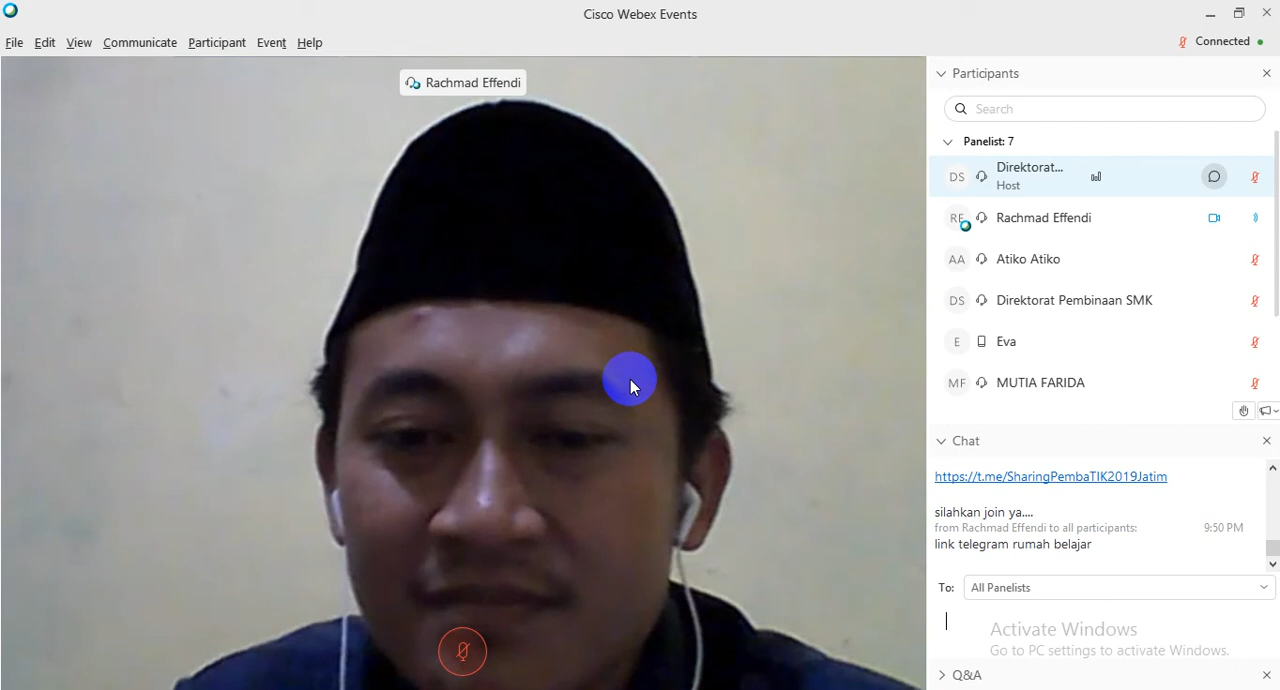 Cisco Webex Events
File Edit View Communicate Participant Event Help
Connected
Rachmad Effendi
Participants
Search
Panelist: 7
DS Direktorat...
Host
RE Rachmad Effendi
AA Atiko Atiko
DS Direktorat Pembinaan SMK
E Eva
MF MUTIA FARIDA
Chat
https://t.me/SharingPembaTIK2019Jatim
silahkan join ya....
from Rachmad Effendi to all participants: 9:50 PM
link telegram rumah belajar
To: All Panelists
Activate Windows
Go to PC settings to activate Windows.
Q&A